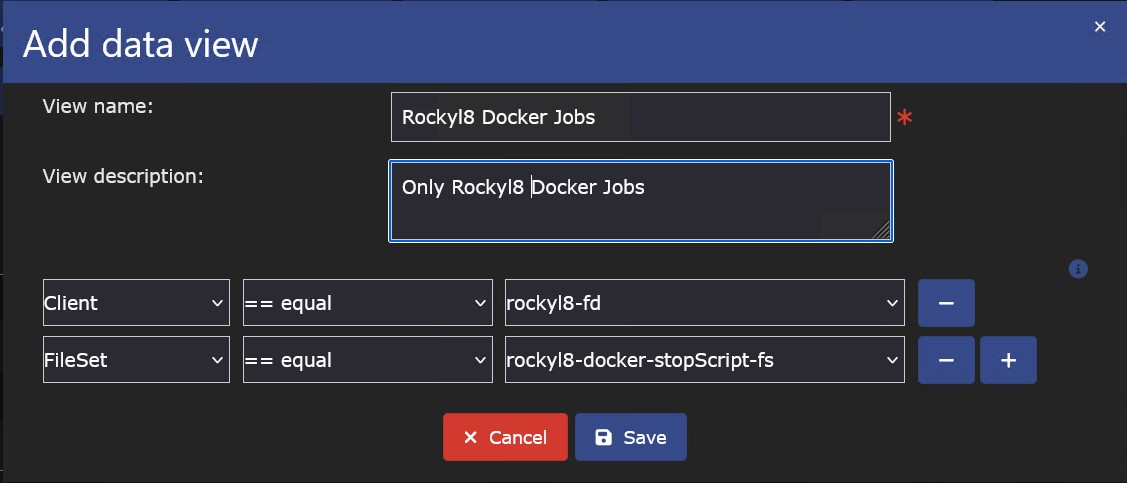 Add data view
View name:
Rockyl8 Docker Jobs
*
View description:
Only Rockyl8 Docker Jobs
Client
== equal
rockyl8-fd
FileSet
== equal
rockyl8-docker-stopScript-fs
Cancel
Save